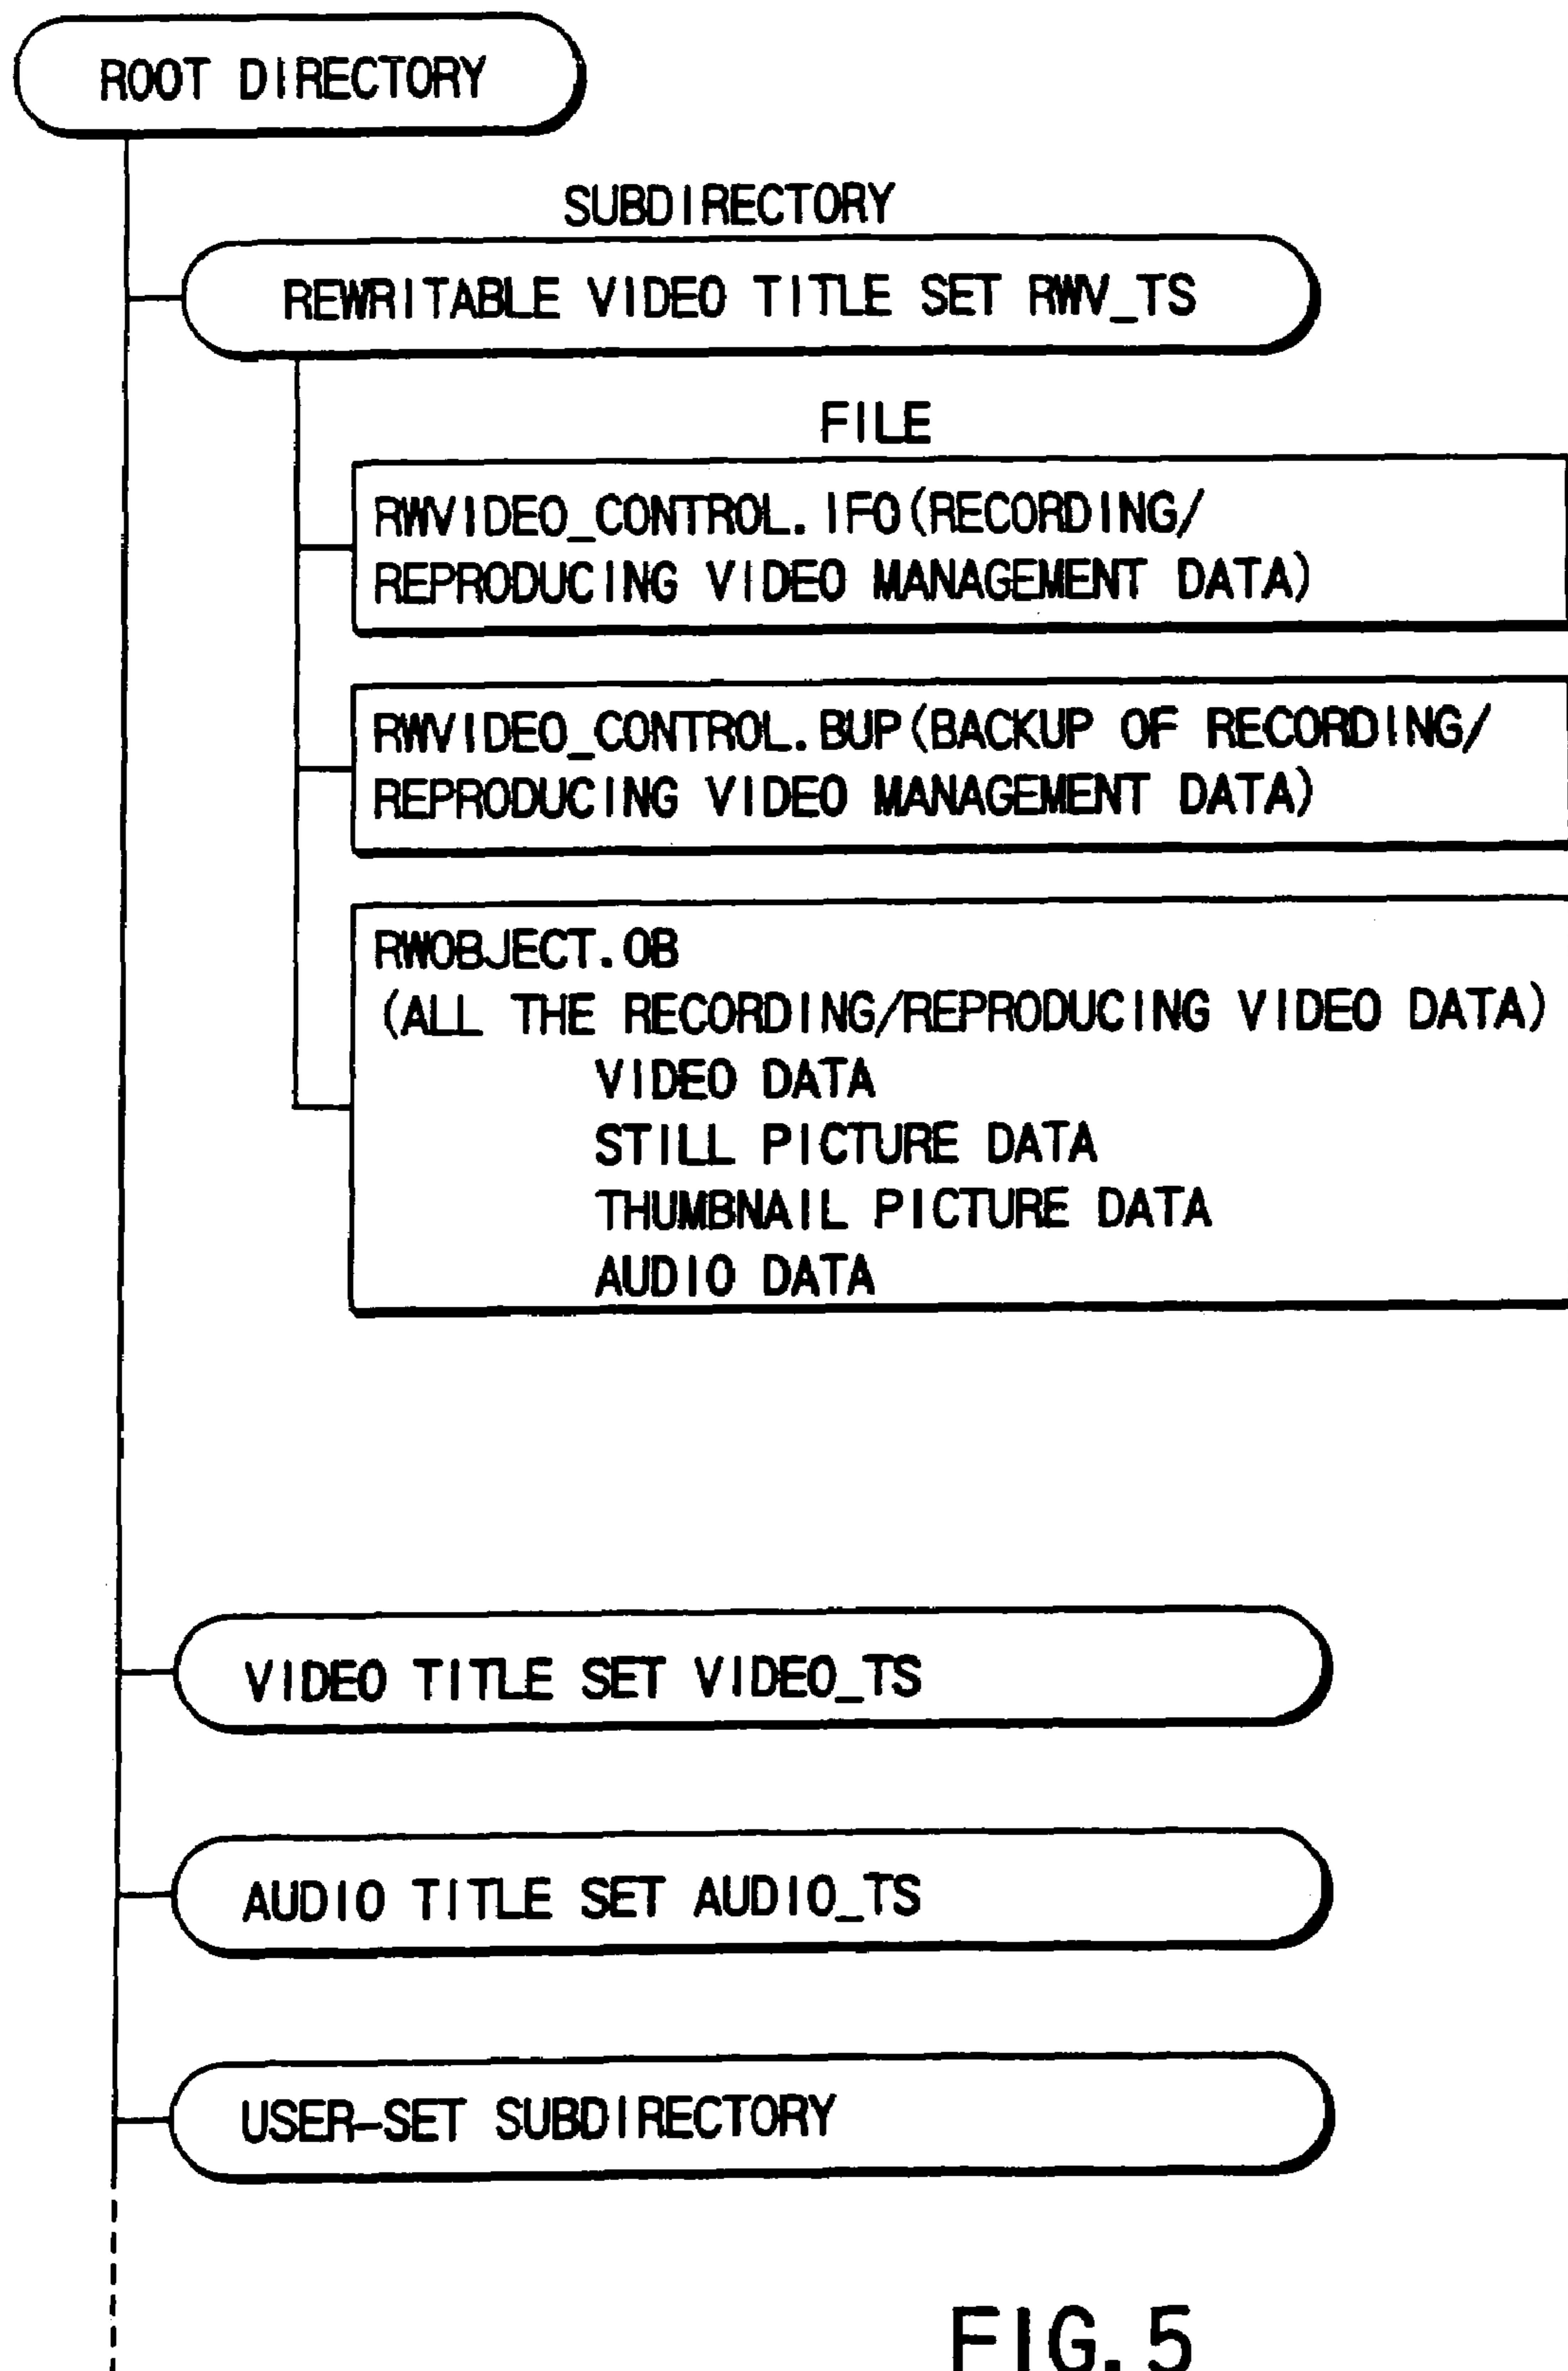 ROOT DIRECTORY
SUBDIRECTORY
REWRITABLE VIDEO TITLE SET RWV_TS
FILE
RWVIDEO_CONTROL.IFO(RECORDING/
REPRODUCING VIDEO MANAGEMENT DATA)
RWVIDEO_CONTROL.BUP(BACKUP OF RECORDING/
REPRODUCING VIDEO MANAGEMENT DATA)
RWOBJECT.OB
(ALL THE RECORDING/REPRODUCING VIDEO DATA)
VIDEO DATA
STILL PICTURE DATA
THUMBNAIL PICTURE DATA
AUDIO DATA
VIDEO TITLE SET VIDEO_TS
AUDIO TITLE SET AUDIO_TS
USER-SET SUBDIRECTORY
FIG.5